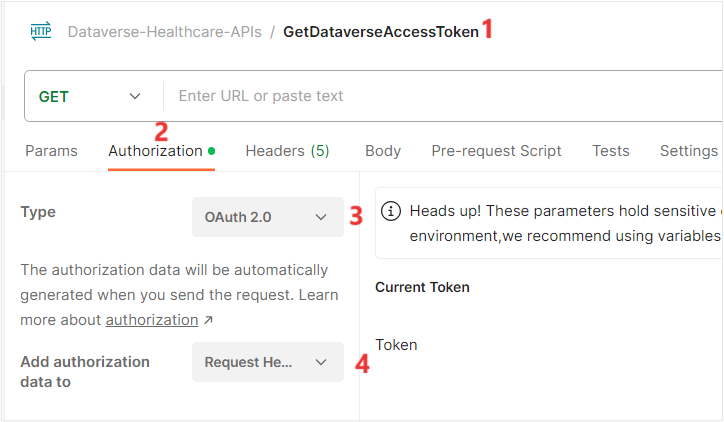 HTTP Dataverse-Healthcare-APIs / GetDataverseAccessToken 1
GET Enter URL or paste text
2
Params Authorization Headers (5) Body Pre-request Script Tests Settings
Type OAuth 2.0 3
Heads up! These parameters hold sensitive
environment,we recommend using variables
The authorization data will be automatically
generated when you send the request. Learn
more about authorization ↗
Current Token
Token
Add authorization
data to
Request He... 4